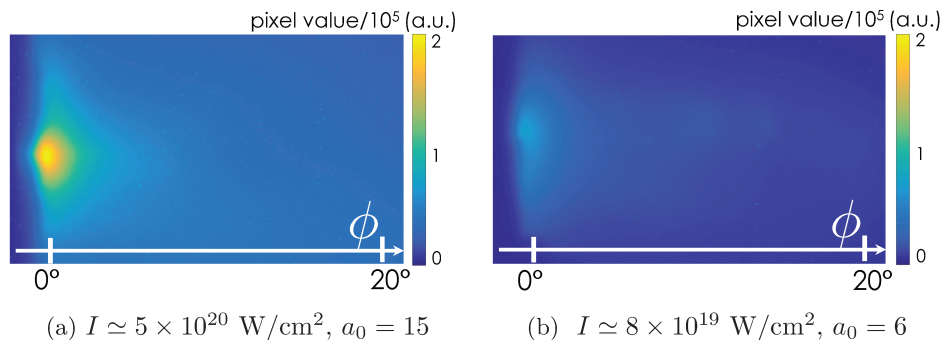 pixel value/10⁵ (a.u.)
2
1
0
ϕ
0°
20°
(a) I ≃ 5 × 10²⁰ W/cm², a₀ = 15
pixel value/10⁵ (a.u.)
2
1
0
ϕ
0°
20°
(b) I ≃ 8 × 10¹⁹ W/cm², a₀ = 6